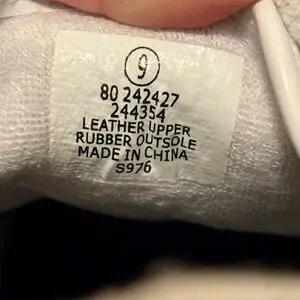 9
80 242427
244354
LEATHER UPPER
RUBBER OUTSOLE
MADE IN CHINA
S976